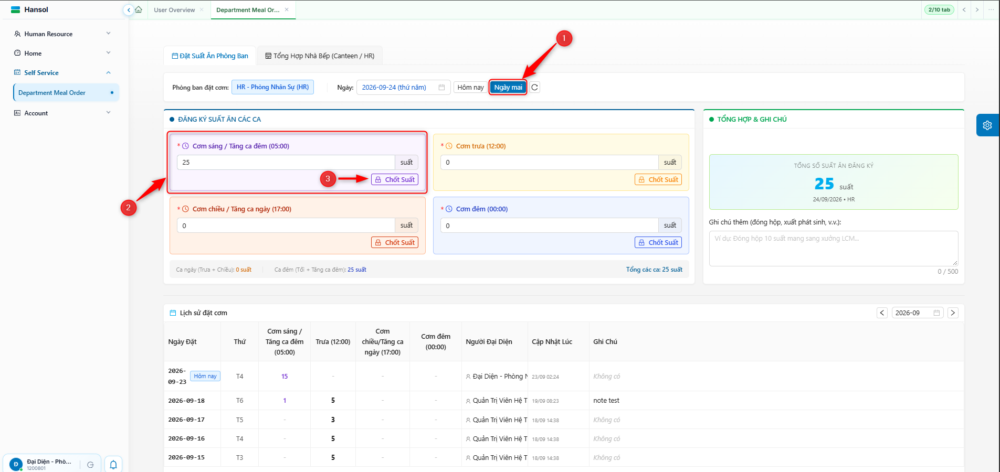 Hansol
User Overview
Department Meal Or...
2/10 tab
Human Resource
Home
Self Service
Department Meal Order
Account
1
Đặt Suất Ăn Phòng Ban
Tổng Hợp Nhà Bếp (Canteen / HR)
Phòng ban đặt cơm: HR - Phòng Nhân Sự (HR)
Ngày: 2026-09-24 (thứ năm) Hôm nay Ngày mai
ĐĂNG KÝ SUẤT ĂN CÁC CA
* Cơm sáng / Tăng ca đêm (05:00)
25 suất
3 Chốt Suất
2
* Cơm trưa (12:00)
0 suất
Chốt Suất
* Cơm chiều / Tăng ca ngày (17:00)
0 suất
Chốt Suất
* Cơm đêm (00:00)
0 suất
Chốt Suất
Ca ngày (Trưa + Chiều): 0 suất
Ca đêm (Tối + Tăng ca đêm): 25 suất
Tổng các ca: 25 suất
TỔNG HỢP & GHI CHÚ
TỔNG SỐ SUẤT ĂN ĐĂNG KÝ
25 suất
24/09/2026 • HR
Ghi chú thêm (đóng hộp, xuất phát sinh, v.v.):
Ví dụ: Đóng hộp 10 suất mang sang xưởng LCM...
0 / 500
Lịch sử đặt cơm
2026-09
Ngày Đặt
Thứ
Cơm sáng /
Tăng ca đêm
(05:00)
Trưa (12:00)
Cơm
chiều/Tăng ca
ngày (17:00)
Cơm đêm
(00:00)
Người Đại Diện
Cập Nhật Lúc
Ghi Chú
2026-
09-23 Hôm nay T4 15 - - - Đại Diện - Phòng N 23/09 02:24 Không có
2026-09-18 T6 1 5 - - Quản Trị Viên Hệ T 19/09 08:23 note test
2026-09-17 T5 - 3 - - Quản Trị Viên Hệ T 18/09 14:38 Không có
2026-09-16 T4 - 5 - - Quản Trị Viên Hệ T 18/09 14:38 Không có
2026-09-15 T3 - 5 - - Quản Trị Viên Hệ T 18/09 14:38 Không có
Đ
Đại Diện - Phò...
1200801